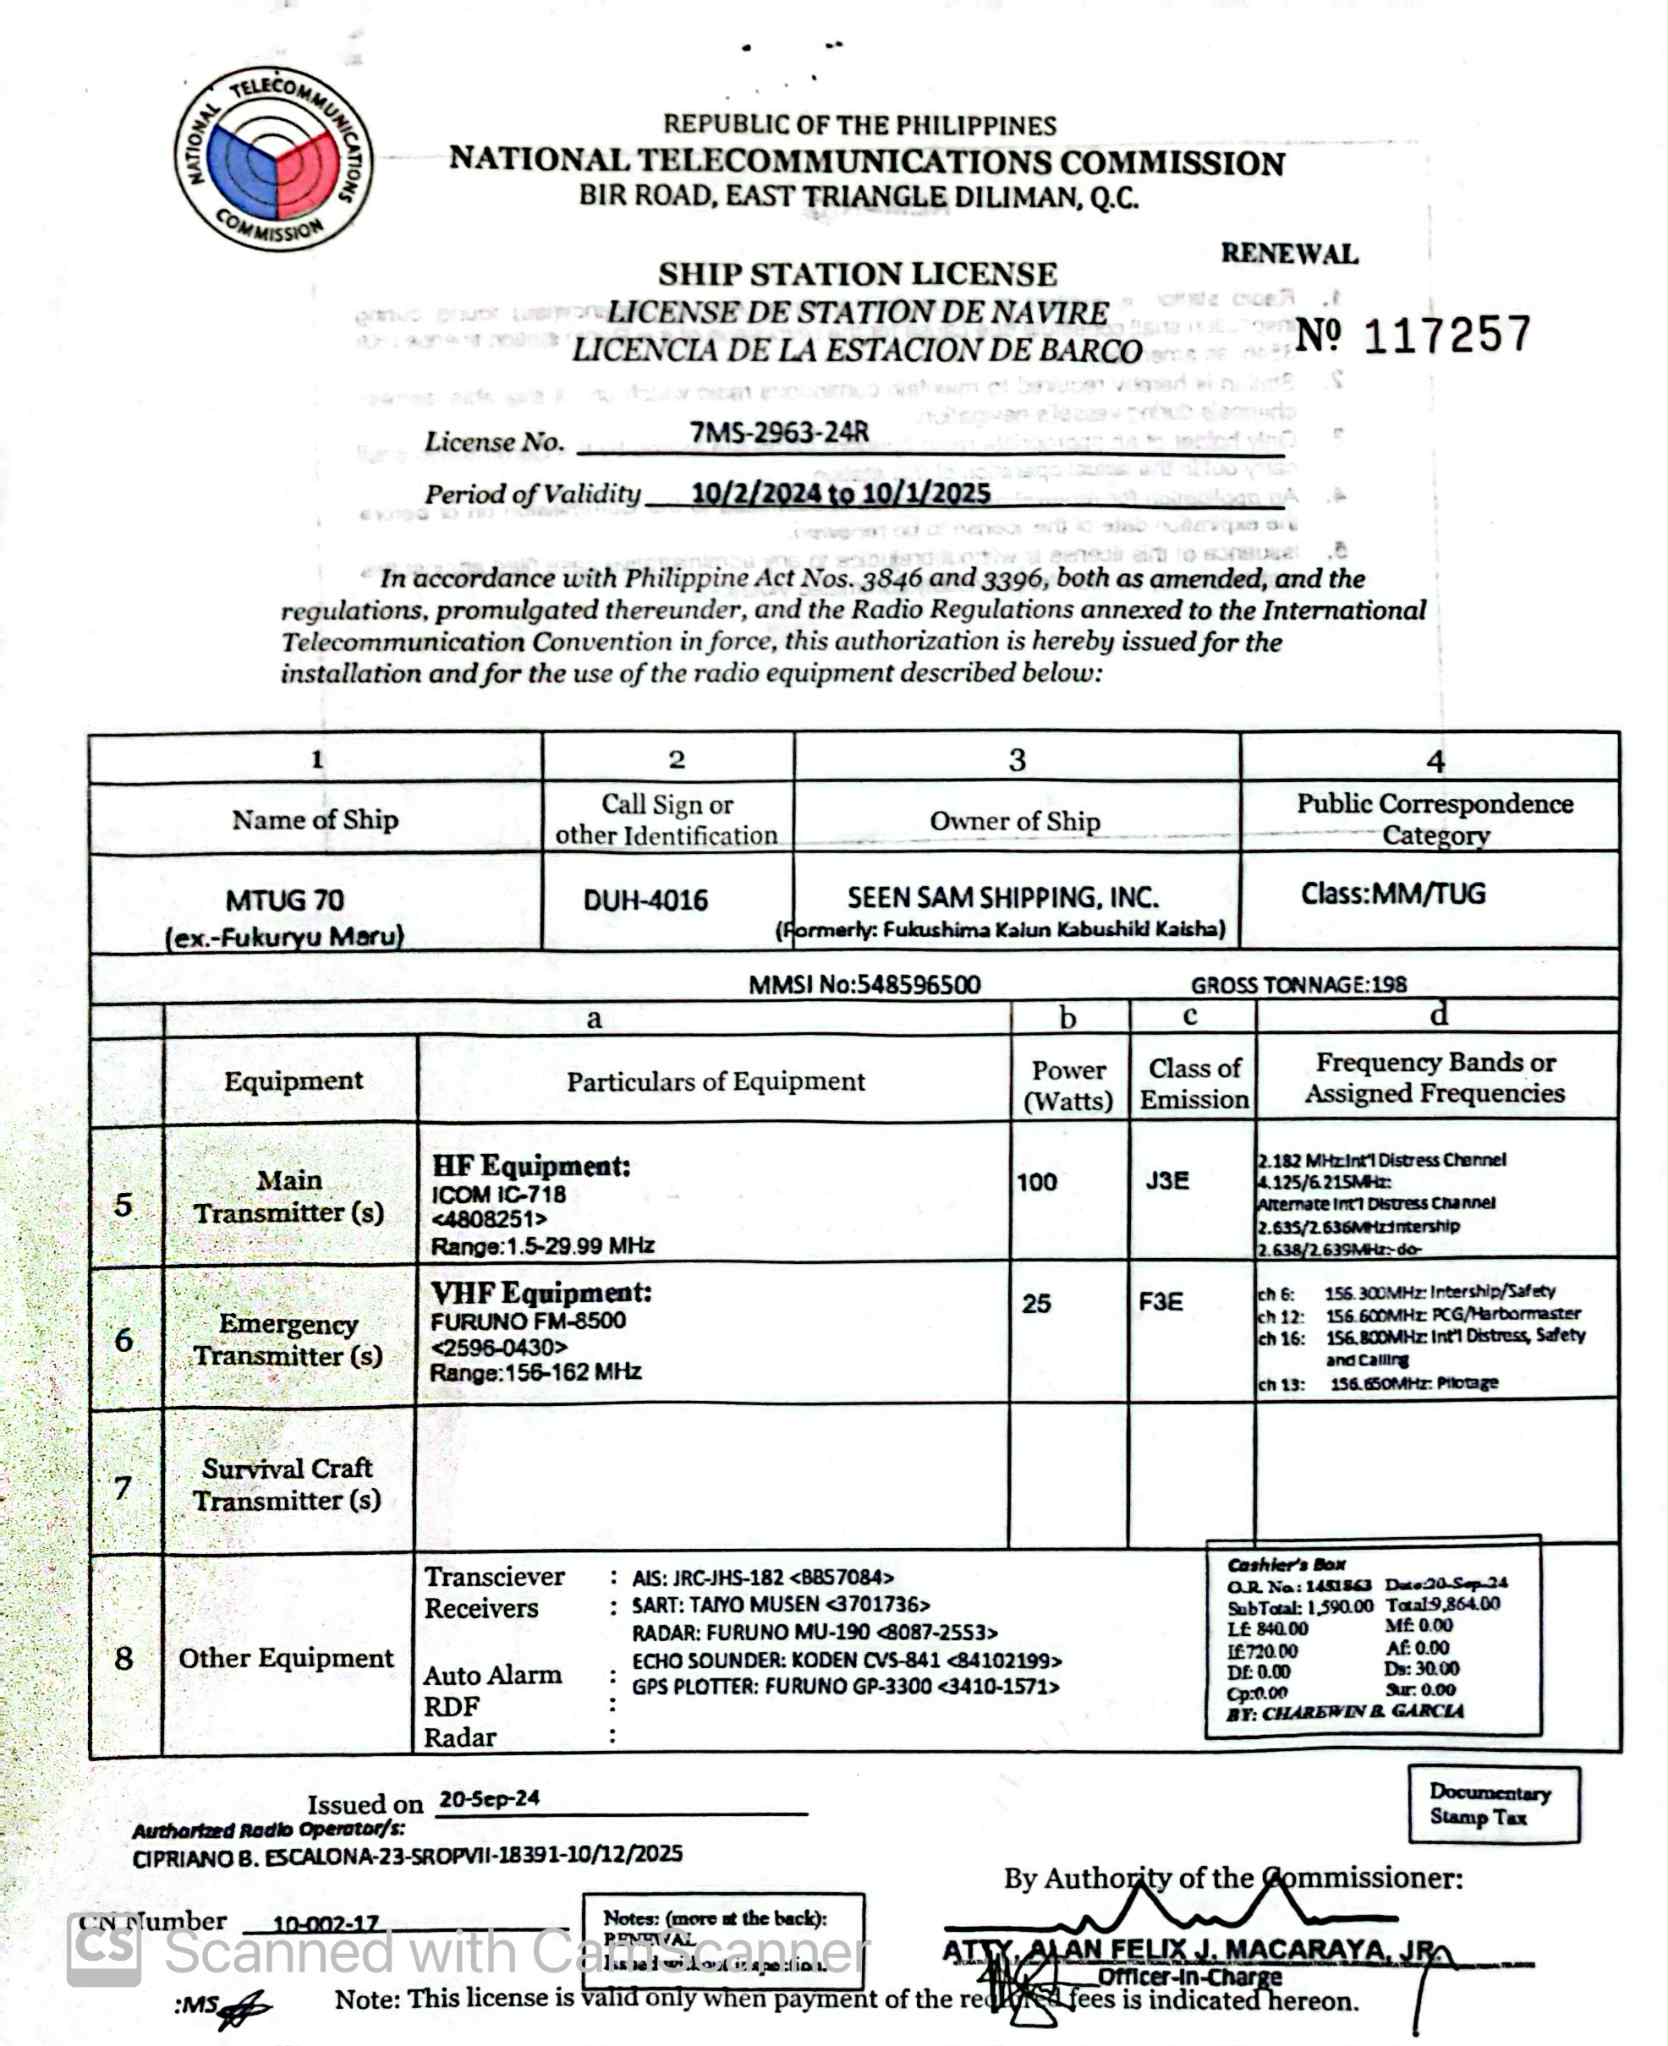 NATIONAL TELECOMMUNICATIONS COMMISSION
REPUBLIC OF THE PHILIPPINES
NATIONAL TELECOMMUNICATIONS COMMISSION
BIR ROAD, EAST TRIANGLE DILIMAN, Q.C.
RENEWAL
SHIP STATION LICENSE
LICENSE DE STATION DE NAVIRE
LICENCIA DE LA ESTACION DE BARCO
Nº 117257
License No. 7MS-2963-24R
Period of Validity 10/2/2024 to 10/1/2025
In accordance with Philippine Act Nos. 3846 and 3396, both as amended, and the
regulations, promulgated thereunder, and the Radio Regulations annexed to the International
Telecommunication Convention in force, this authorization is hereby issued for the
installation and for the use of the radio equipment described below:
1 2 3 4
Name of Ship
Call Sign or
other Identification
Owner of Ship
Public Correspondence
Category
MTUG 70
(ex.-Fukuryu Maru)
DUH-4016
SEEN SAM SHIPPING, INC.
(Formerly: Fukushima Kaiun Kabushiki Kaisha)
Class:MM/TUG
MMSI No:548596500 GROSS TONNAGE:198
a b c d
Equipment
Particulars of Equipment
Power
(Watts)
Class of
Emission
Frequency Bands or
Assigned Frequencies
5
Main
Transmitter (s)
HF Equipment:
ICOM IC-718
<4808251>
Range:1.5-29.99 MHz
100
J3E
2.182 MHz:Int'l Distress Channel
4.125/6.215MHz:
Alternate Int'l Distress Channel
2.635/2.636MHz:Intership
2.638/2.639MHz:-do-
6
Emergency
Transmitter (s)
VHF Equipment:
FURUNO FM-8500
<2596-0430>
Range:156-162 MHz
25
F3E
ch 6: 156.300MHz: Intership/Safety
ch 12: 156.600MHz: PCG/Harbormaster
ch 16: 156.800MHz: Int'l Distress, Safety
and Calling
ch 13: 156.650MHz: Pilotage
7
Survival Craft
Transmitter (s)
8
Other Equipment
Transciever : AIS: JRC-JHS-182 <BB57084>
Receivers : SART: TAIYO MUSEN <3701736>
RADAR: FURUNO MU-190 <8087-2553>
ECHO SOUNDER: KODEN CVS-841 <84102199>
Auto Alarm : GPS PLOTTER: FURUNO GP-3300 <3410-1571>
RDF :
Radar :
Cashier's Box
O.R. No.: 1451863 Date:20-Sep-24
SubTotal: 1,590.00 Total:9,864.00
Lf: 840.00 Mf: 0.00
If:720.00 Af: 0.00
Df: 0.00 Ds: 30.00
Cp:0.00 Sur: 0.00
BY: CHAREWIN B. GARCIA
Issued on 20-Sep-24
Documentary
Stamp Tax
Authorized Radio Operator/s:
CIPRIANO B. ESCALONA-23-SROPVII-18391-10/12/2025
By Authority of the Commissioner:
CN Number 10-002-17
Notes: (more at the back):
RENEWAL
Issued without inspection.
ATTY. ALAN FELIX J. MACARAYA, JR.
Officer-In-Charge
CS Scanned with CamScanner
:MS
Note: This license is valid only when payment of the required fees is indicated hereon.